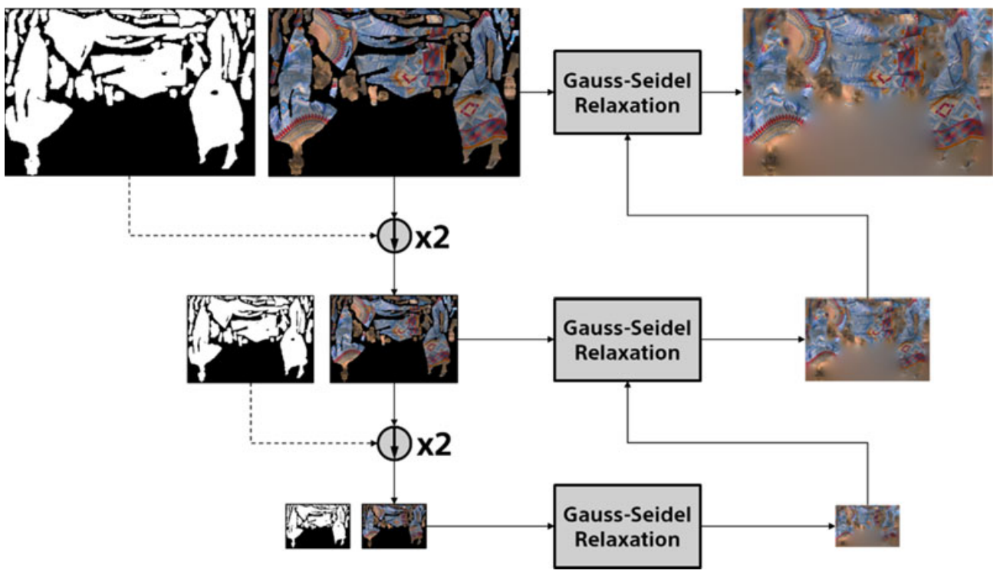 Gauss-Seidel
Relaxation
x2
Gauss-Seidel
Relaxation
x2
Gauss-Seidel
Relaxation